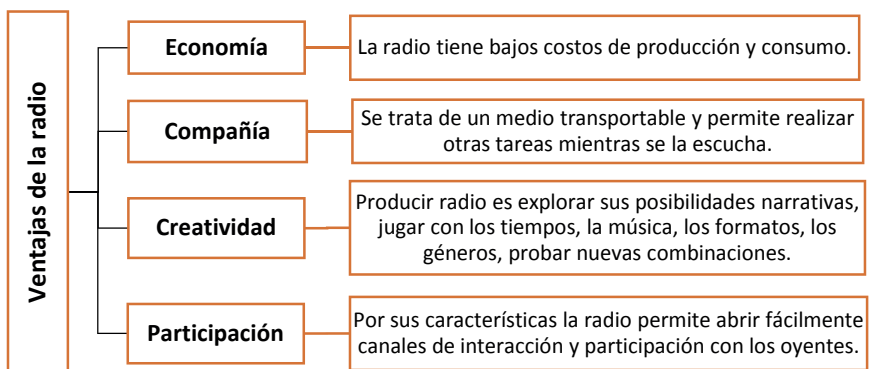 Ventajas de la radio
Economía
La radio tiene bajos costos de producción y consumo.
Compañía
Se trata de un medio transportable y permite realizar
otras tareas mientras se la escucha.
Creatividad
Producir radio es explorar sus posibilidades narrativas,
jugar con los tiempos, la música, los formatos, los
géneros, probar nuevas combinaciones.
Participación
Por sus características la radio permite abrir fácilmente
canales de interacción y participación con los oyentes.